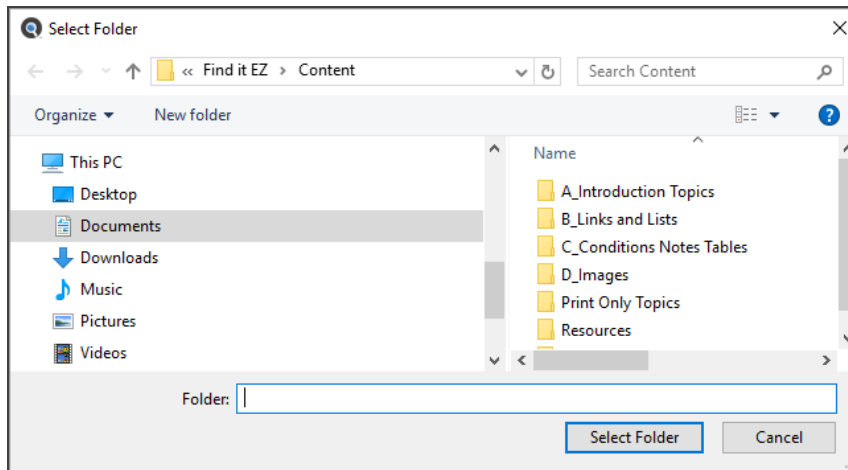 Select Folder
« Find it EZ > Content
Search Content
Organize
New folder
?
This PC
Desktop
Documents
Downloads
Music
Pictures
Videos
Name
A_Introduction Topics
B_Links and Lists
C_Conditions Notes Tables
D_Images
Print Only Topics
Resources
Folder:
Select Folder
Cancel